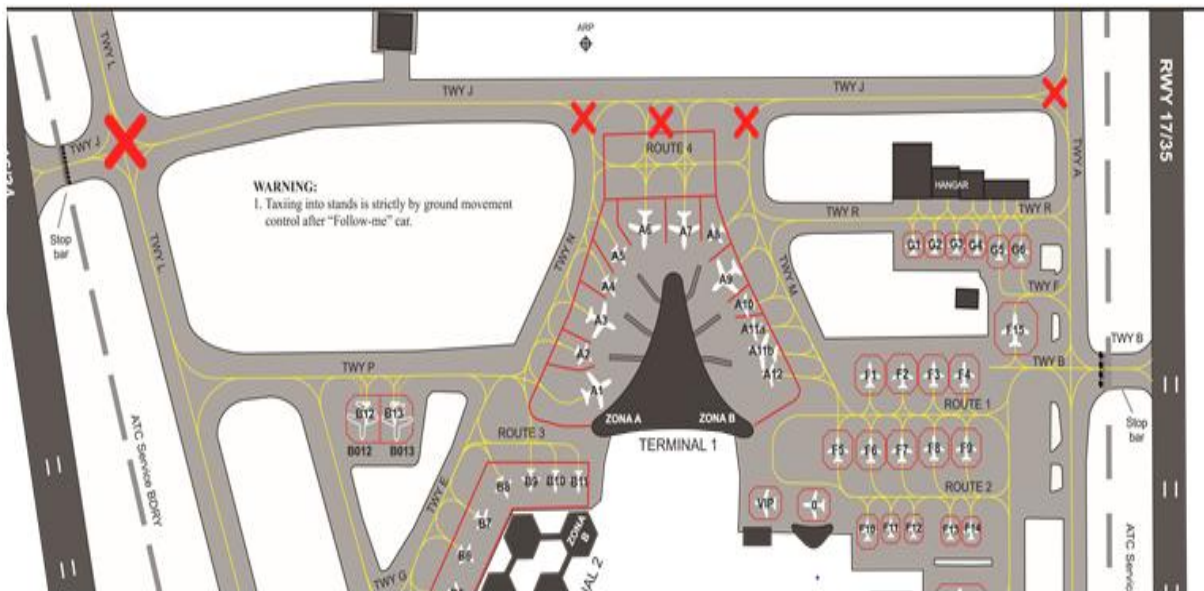 ARP
TWY L
TWY J
TWY J
RWY 17/35
TWY J
ROUTE 4
TWY A
WARNING:
1. Taxiing into stands is strictly by ground movement
control after “Follow-me” car.
HANGAR
TWY R
TWY R
Stop
bar
TWY L
TWY N
A6
A7
A8
G1
G2
G3
G4
G5
G6
A5
A9
TWY M
A4
TWY F
A10
A3
A11a
F15
A2
A11b
TWY B
TWY B
TWY P
A12
F1
F2
F3
F4
A1
B12
B13
ROUTE 1
ZONA A
ZONA B
Stop
bar
ATC Service BDRY
ROUTE 3
TERMINAL 1
B012
B013
F5
F6
F7
F8
F9
B8
B9
B10
B11
ROUTE 2
TWY E
VIP
0
B7
F10
F11
F12
F13
F14
ZONA
B
B6
ATC Servic
TWY G
NAL 2